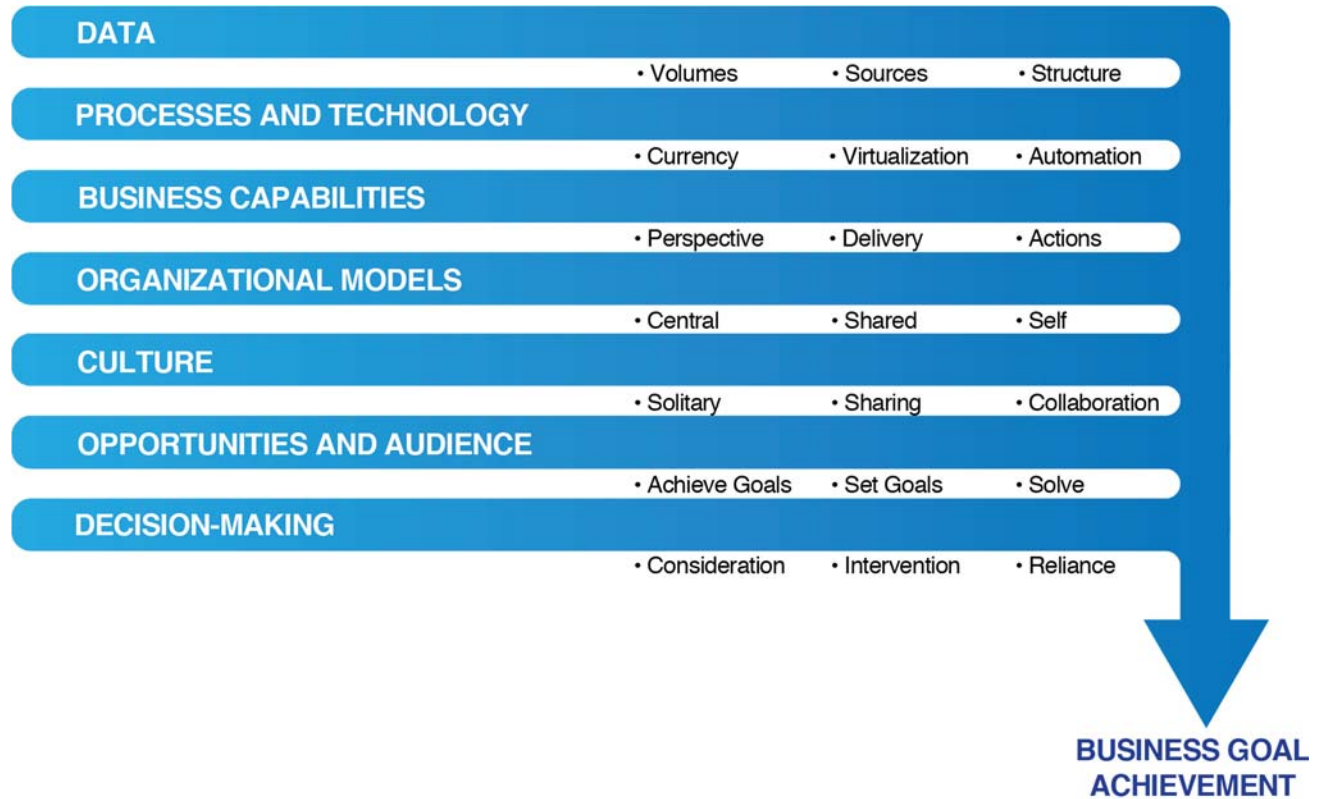 DATA
• Volumes • Sources • Structure
PROCESSES AND TECHNOLOGY
• Currency • Virtualization • Automation
BUSINESS CAPABILITIES
• Perspective • Delivery • Actions
ORGANIZATIONAL MODELS
• Central • Shared • Self
CULTURE
• Solitary • Sharing • Collaboration
OPPORTUNITIES AND AUDIENCE
• Achieve Goals • Set Goals • Solve
DECISION-MAKING
• Consideration • Intervention • Reliance
BUSINESS GOAL
ACHIEVEMENT